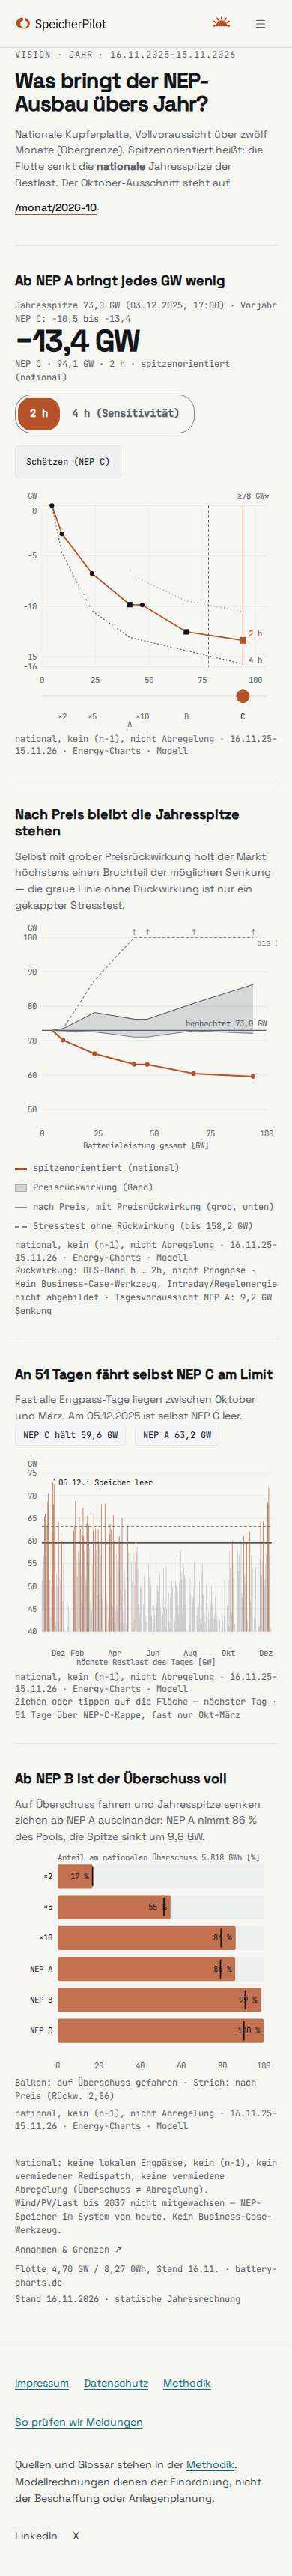 SpeicherPilot
VISION · JAHR · 16.11.2025–15.11.2026
Was bringt der NEP-
Ausbau übers Jahr?
Nationale Kupferplatte, Vollvoraussicht über zwölf
Monate (Obergrenze). Spitzenorientiert heißt: die
Flotte senkt die nationale Jahresspitze der
Restlast. Der Oktober-Ausschnitt steht auf
/monat/2026-10.
Ab NEP A bringt jedes GW wenig
Jahresspitze 73,0 GW (03.12.2025, 17:00) · Vorjahr
NEP C: -10,5 bis -13,4
−13,4 GW
NEP C · 94,1 GW · 2 h · spitzenorientiert
(national)
2 h
4 h (Sensitivität)
Schätzen (NEP C)
GW
≥78 GW*
0
-5
-10
-15
-16
2 h
4 h
0 25 50 75 100
×2 ×5 ×10 B C
A
national, kein (n-1), nicht Abregelung · 16.11.25–
15.11.26 · Energy-Charts · Modell
Nach Preis bleibt die Jahresspitze
stehen
Selbst mit grober Preisrückwirkung holt der Markt
höchstens einen Bruchteil der möglichen Senkung
— die graue Linie ohne Rückwirkung ist nur ein
gekappter Stresstest.
GW
100
bis
90
80
beobachtet 73,0 GW
70
60
50
0 25 50 75 100
Batterieleistung gesamt [GW]
spitzenorientiert (national)
Preisrückwirkung (Band)
nach Preis, mit Preisrückwirkung (grob, unten)
Stresstest ohne Rückwirkung (bis 158,2 GW)
national, kein (n-1), nicht Abregelung · 16.11.25–
15.11.26 · Energy-Charts · Modell
Rückwirkung: OLS-Band b … 2b, nicht Prognose ·
Kein Business-Case-Werkzeug, Intraday/Regelenergie
nicht abgebildet · Tagesvoraussicht NEP A: 9,2 GW
Senkung
An 51 Tagen fährt selbst NEP C am Limit
Fast alle Engpass-Tage liegen zwischen Oktober
und März. Am 05.12.2025 ist selbst NEP C leer.
NEP C hält 59,6 GW
NEP A 63,2 GW
GW
75
05.12.: Speicher leer
70
65
60
55
50
45
40
Dez Feb Apr Jun Aug Okt Dez
höchste Restlast des Tages [GW]
national, kein (n-1), nicht Abregelung · 16.11.25–
15.11.26 · Energy-Charts · Modell
Ziehen oder tippen auf die Fläche — nächster Tag ·
51 Tage über NEP-C-Kappe, fast nur Okt–März
Ab NEP B ist der Überschuss voll
Auf Überschuss fahren und Jahresspitze senken
ziehen ab NEP A auseinander: NEP A nimmt 86 %
des Pools, die Spitze sinkt um 9,8 GW.
Anteil am nationalen Überschuss 5.818 GWh [%]
×2 17 %
×5 55 %
×10 86 %
NEP A 86 %
NEP B 99 %
NEP C 100 %
0 20 40 60 80 100
Balken: auf Überschuss gefahren · Strich: nach
Preis (Rückw. 2,86)
national, kein (n-1), nicht Abregelung · 16.11.25–
15.11.26 · Energy-Charts · Modell
National: keine lokalen Engpässe, kein (n-1), kein
vermiedener Redispatch, keine vermiedene
Abregelung (Überschuss ≠ Abregelung).
Wind/PV/Last bis 2037 nicht mitgewachsen — NEP-
Speicher im System von heute. Kein Business-Case-
Werkzeug.
Annahmen & Grenzen ↗
Flotte 4,70 GW / 8,27 GWh, Stand 16.11. · battery-
charts.de
Stand 16.11.2026 · statische Jahresrechnung
Impressum Datenschutz Methodik
So prüfen wir Meldungen
Quellen und Glossar stehen in der Methodik.
Modellrechnungen dienen der Einordnung, nicht
der Beschaffung oder Anlagenplanung.
LinkedIn X